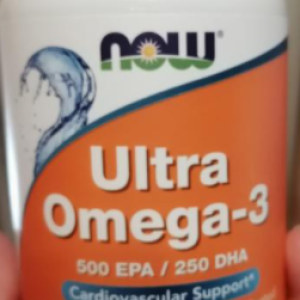 now®
Ultra
Omega-3
500 EPA / 250 DHA
Cardiovascular Support*